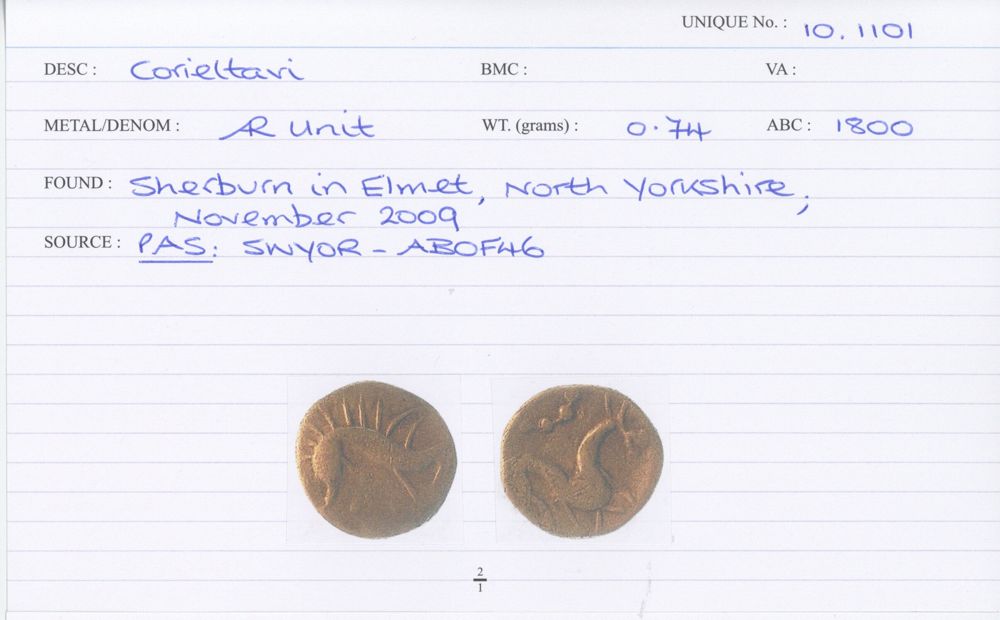 UNIQUE No. : 10. 1101
DESC : Corieltavi BMC : VA :
METAL/DENOM : AR Unit WT. (grams) : 0.74 ABC : 1800
FOUND : Sherburn in Elmet, North Yorkshire;
November 2009
SOURCE : PAS: SWYOR - AB0F46
2
1